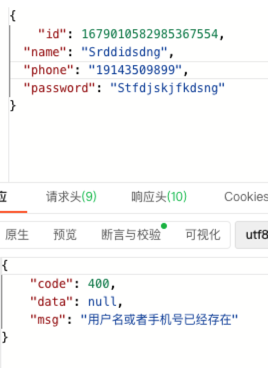 {
"id": 1679010582985367554,
"name": "Srddidsdng",
"phone": "19143509899",
"password": "Stfdjskjfkdsng"
}
应 请求头(9) 响应头(10) Cookies
原生 预览 断言与校验 可视化 utf8
{
"code": 400,
"data": null,
"msg": "用户名或者手机号已经存在"
}